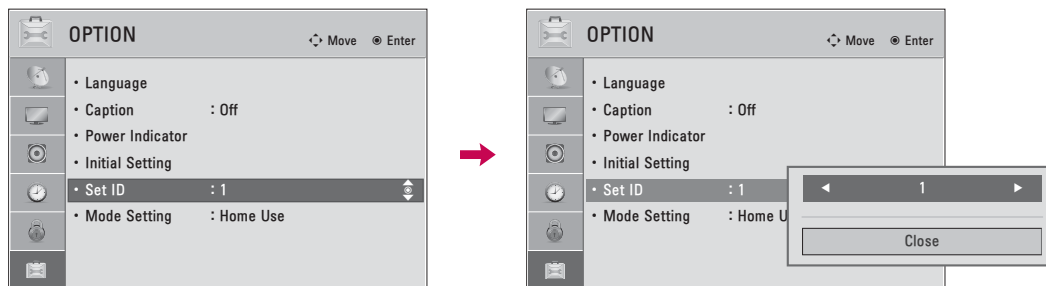 OPTION
Move Enter
• Language
• Caption : Off
• Power Indicator
• Initial Setting
• Set ID : 1
• Mode Setting : Home Use
OPTION
Move Enter
• Language
• Caption : Off
• Power Indicator
• Initial Setting
• Set ID : 1
• Mode Setting : Home U
◀ 1 ▶
Close